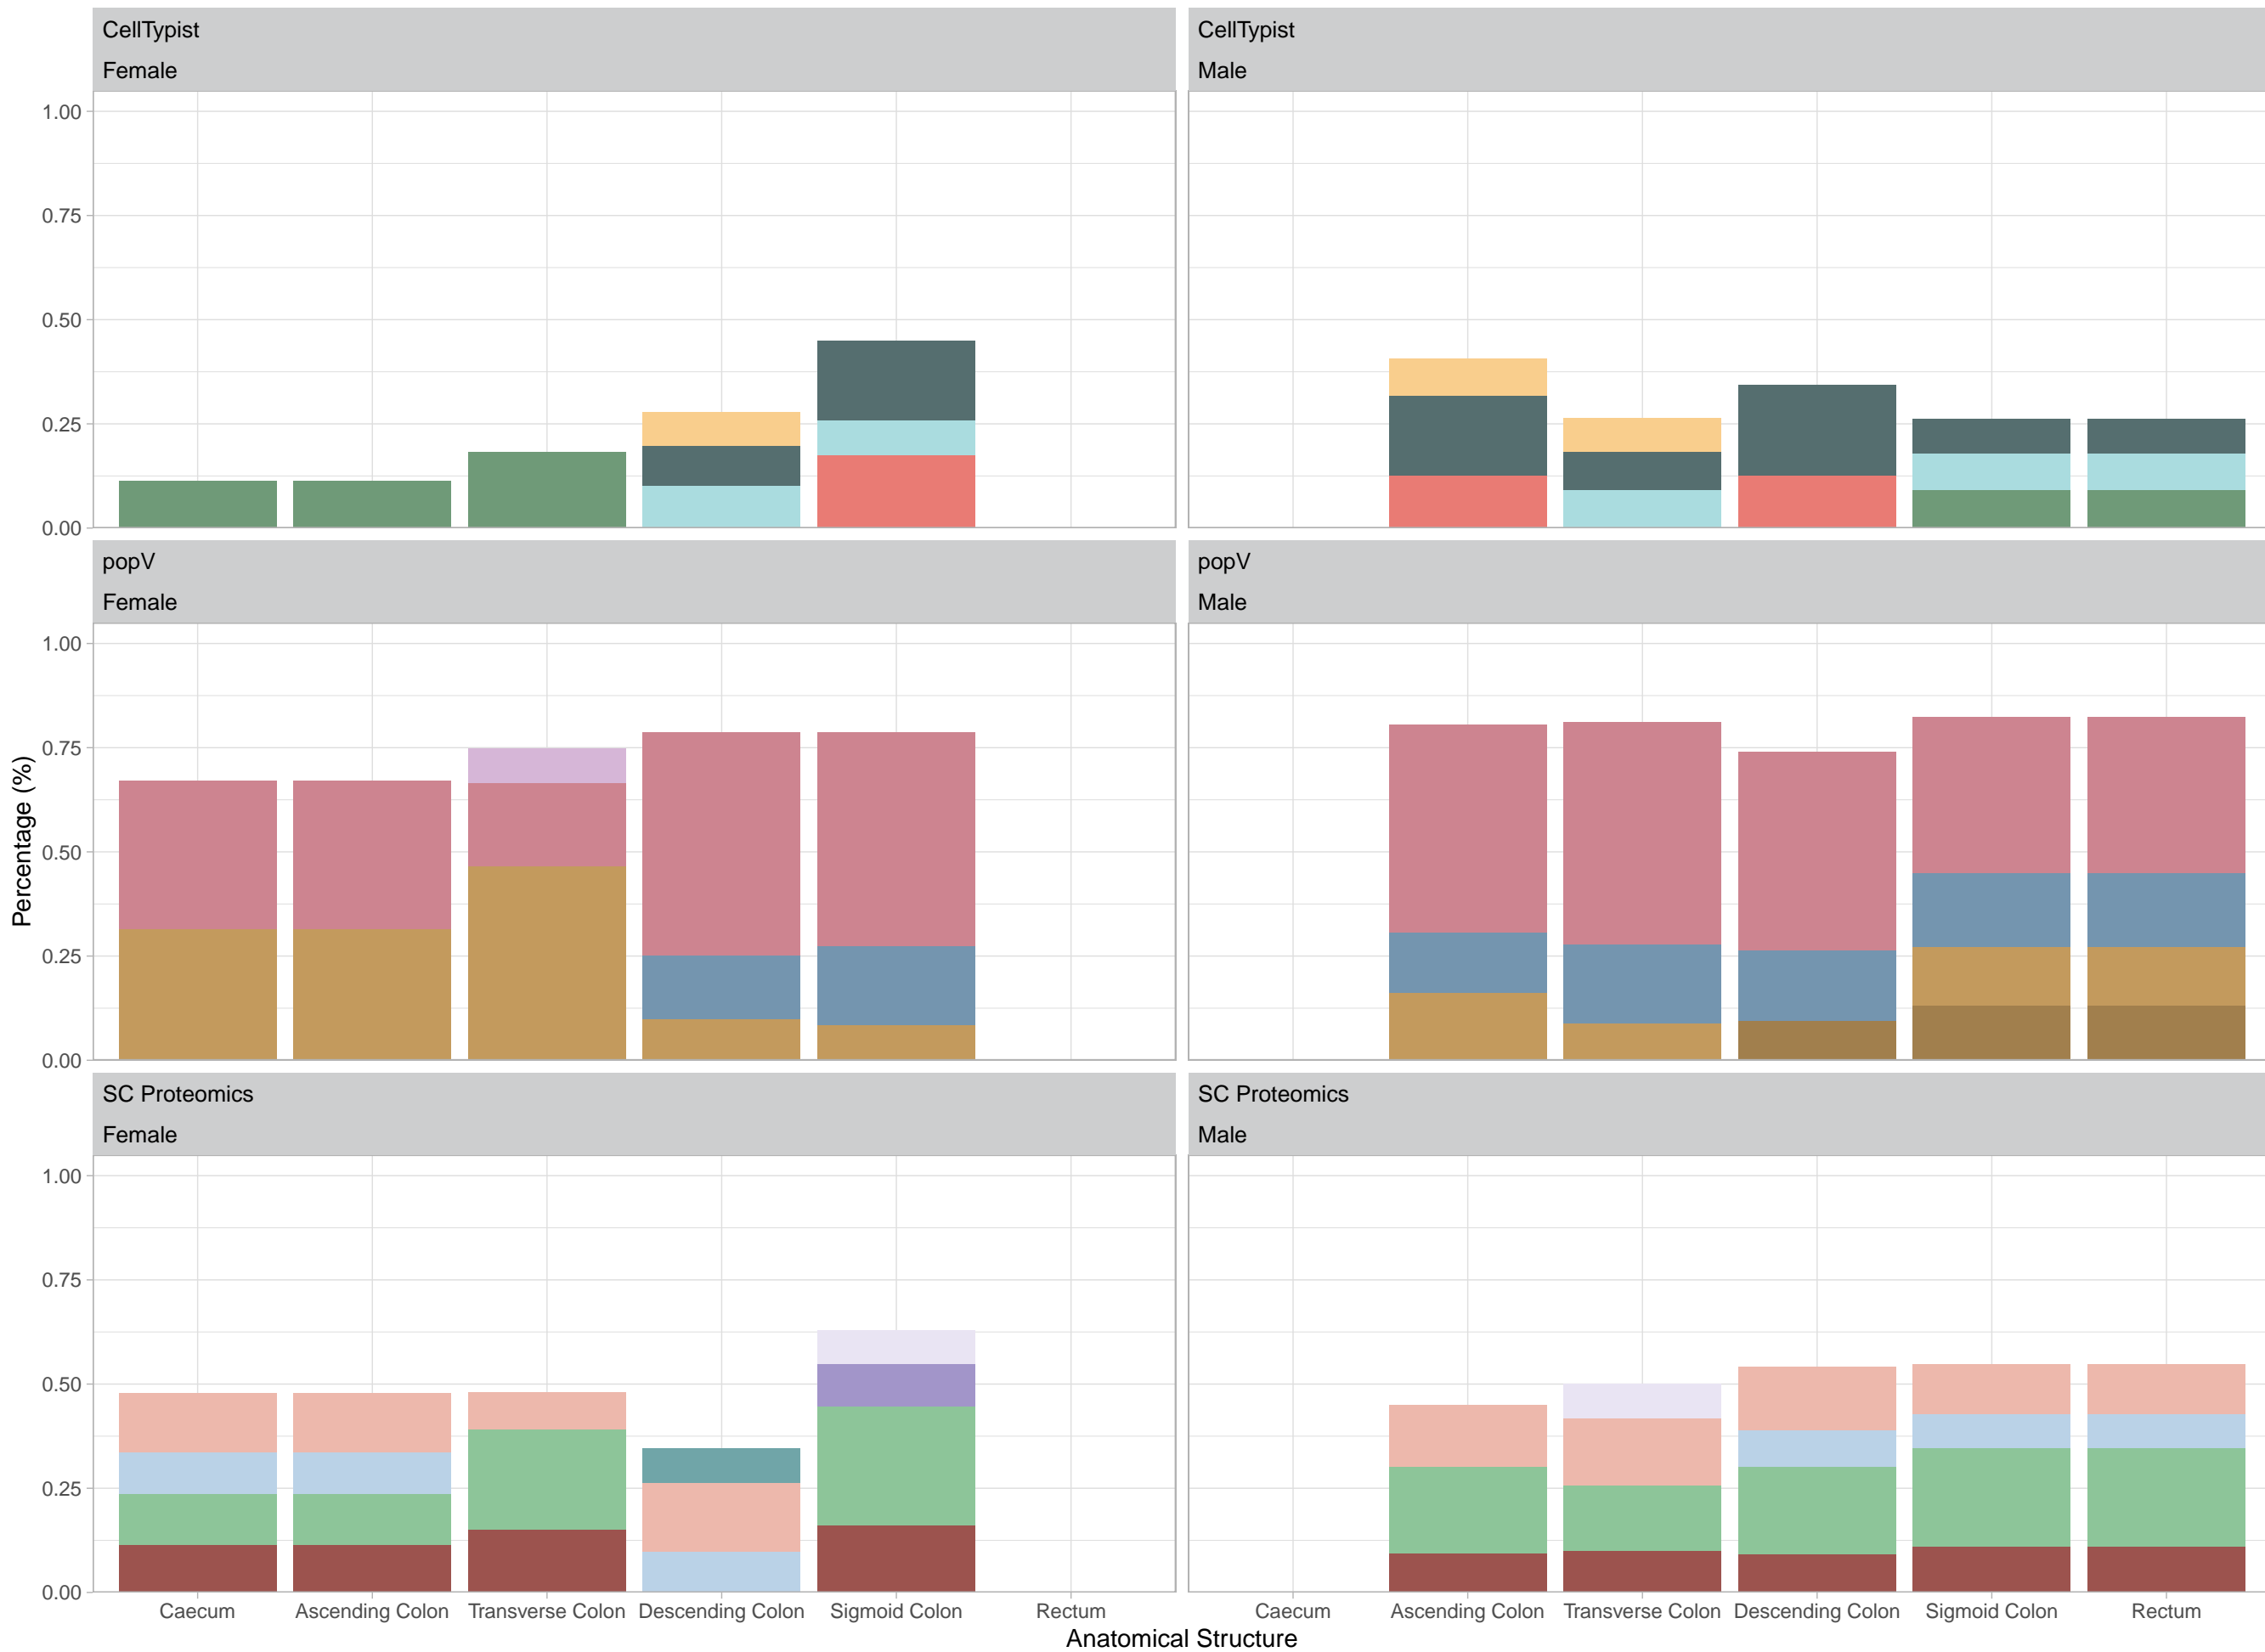 CellTypist
Female
CellTypist
Male
1.00
0.75
0.50
0.25
0.00
popV
Female
popV
Male
1.00
0.75
0.50
0.25
0.00
Percentage (%)
SC Proteomics
Female
SC Proteomics
Male
1.00
0.75
0.50
0.25
0.00
Caecum Ascending Colon Transverse Colon Descending Colon Sigmoid Colon Rectum
Caecum Ascending Colon Transverse Colon Descending Colon Sigmoid Colon Rectum
Anatomical Structure